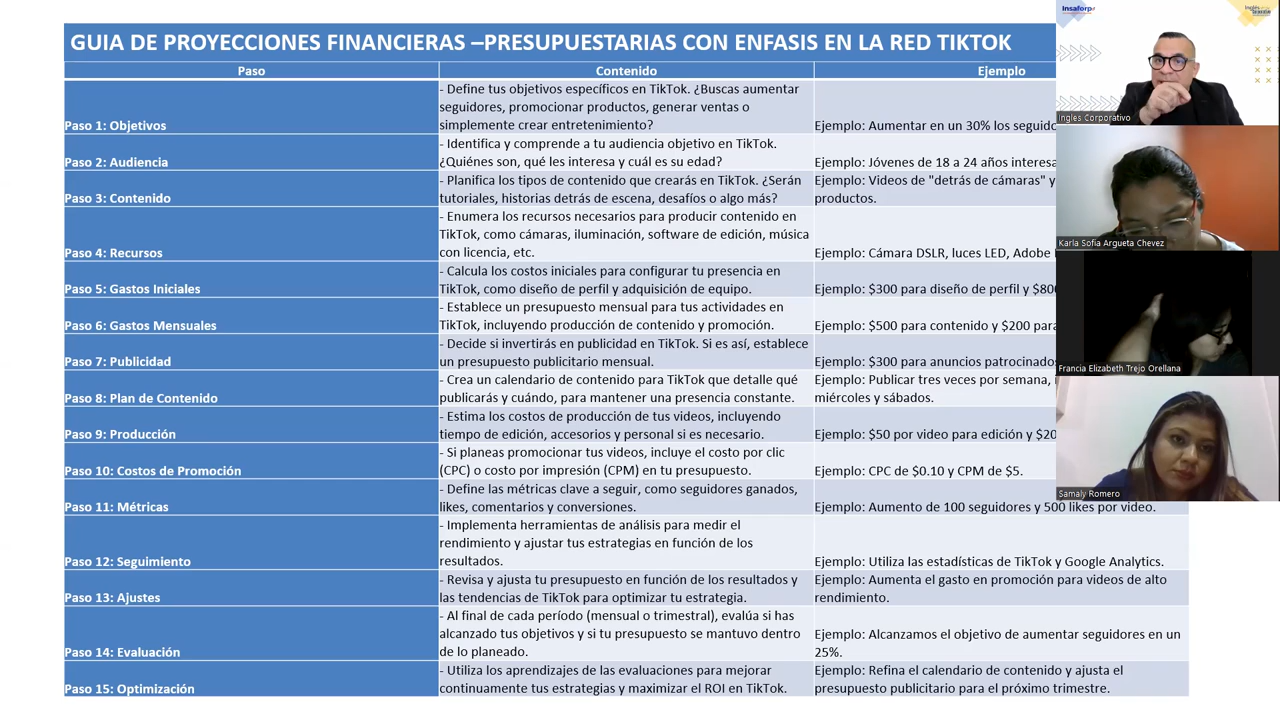 GUIA DE PROYECCIONES FINANCIERAS –PRESUPUESTARIAS CON ENFASIS EN LA RED TIKTOK
Paso
Contenido
Ejemplo
Paso 1: Objetivos
- Define tus objetivos específicos en TikTok. ¿Buscas aumentar
seguidores, promocionar productos, generar ventas o
simplemente crear entretenimiento?
Ejemplo: Aumentar en un 30% los
Paso 2: Audiencia
- Identifica y comprende a tu audiencia objetivo en TikTok.
¿Quiénes son, qué les interesa y cuál es su edad?
Ejemplo: Jóvenes de 18 a 24 años
Paso 3: Contenido
- Planifica los tipos de contenido que crearás en TikTok. ¿Serán
tutoriales, historias detrás de escena, desafíos o algo más?
Ejemplo: Videos de "detrás de cámaras" y
productos.
Paso 4: Recursos
- Enumera los recursos necesarios para producir contenido en
TikTok, como cámaras, iluminación, software de edición, música
con licencia, etc.
Ejemplo: Cámara DSLR, luces LED, Adobe
Paso 5: Gastos Iniciales
- Calcula los costos iniciales para configurar tu presencia en
TikTok, como diseño de perfil y adquisición de equipo.
Ejemplo: $300 para diseño de perfil y $800
Paso 6: Gastos Mensuales
- Establece un presupuesto mensual para tus actividades en
TikTok, incluyendo producción de contenido y promoción.
Ejemplo: $500 para contenido y $200 para
Paso 7: Publicidad
- Decide si invertirás en publicidad en TikTok. Si es así, establece
un presupuesto publicitario mensual.
Ejemplo: $300 para anuncios patrocinados
Paso 8: Plan de Contenido
- Crea un calendario de contenido para TikTok que detalle qué
publicarás y cuándo, para mantener una presencia constante.
Ejemplo: Publicar tres veces por semana,
miércoles y sábados.
Paso 9: Producción
- Estima los costos de producción de tus videos, incluyendo
tiempo de edición, accesorios y personal si es necesario.
Ejemplo: $50 por video para edición y $20
Paso 10: Costos de Promoción
- Si planeas promocionar tus videos, incluye el costo por clic
(CPC) o costo por impresión (CPM) en tu presupuesto.
Ejemplo: CPC de $0.10 y CPM de $5.
Paso 11: Métricas
- Define las métricas clave a seguir, como seguidores ganados,
likes, comentarios y conversiones.
Ejemplo: Aumento de 100 seguidores y 500 likes por video.
Paso 12: Seguimiento
- Implementa herramientas de análisis para medir el
rendimiento y ajustar tus estrategias en función de los
resultados.
Ejemplo: Utiliza las estadísticas de TikTok y Google Analytics.
Paso 13: Ajustes
- Revisa y ajusta tu presupuesto en función de los resultados y
las tendencias de TikTok para optimizar tu estrategia.
Ejemplo: Aumenta el gasto en promoción para videos de alto
rendimiento.
Paso 14: Evaluación
- Al final de cada período (mensual o trimestral), evalúa si has
alcanzado tus objetivos y si tu presupuesto se mantuvo dentro
de lo planeado.
Ejemplo: Alcanzamos el objetivo de aumentar seguidores en un
25%.
Paso 15: Optimización
- Utiliza los aprendizajes de las evaluaciones para mejorar
continuamente tus estrategias y maximizar el ROI en TikTok.
Ejemplo: Refina el calendario de contenido y ajusta el
presupuesto publicitario para el próximo trimestre.
Insaforp
Ingles Corporativo
Karla Sofia Argueta Chevez
Francia Elizabeth Trejo Orellana
Samaly Romero